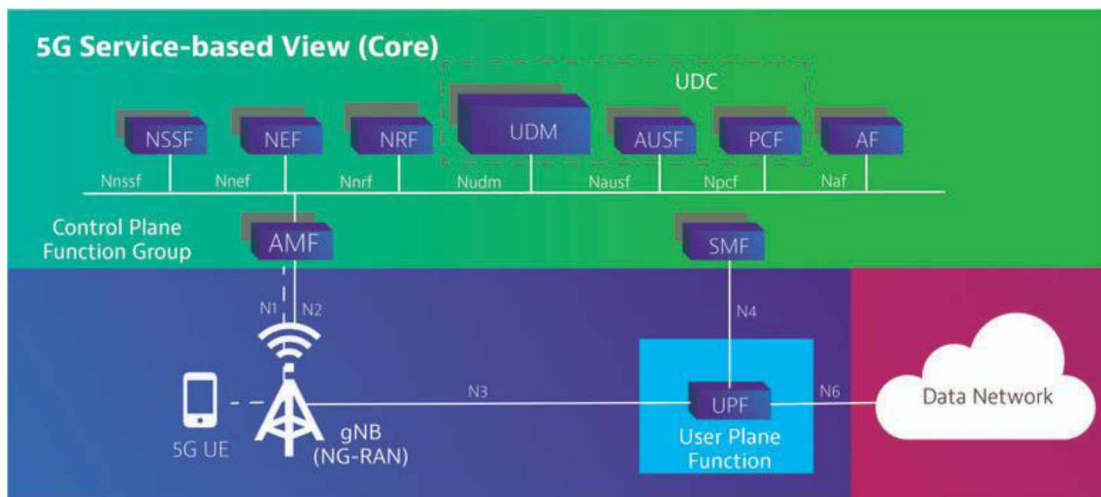 5G Service-based View (Core)
UDC
NSSF
NEF
NRF
UDM
AUSF
PCF
AF
Nnssf
Nnef
Nnrf
Nudm
Nausf
Npcf
Naf
Control Plane
Function Group
AMF
SMF
N1
N2
N4
N3
N6
UPF
Data Network
5G UE
gNB
(NG-RAN)
User Plane
Function